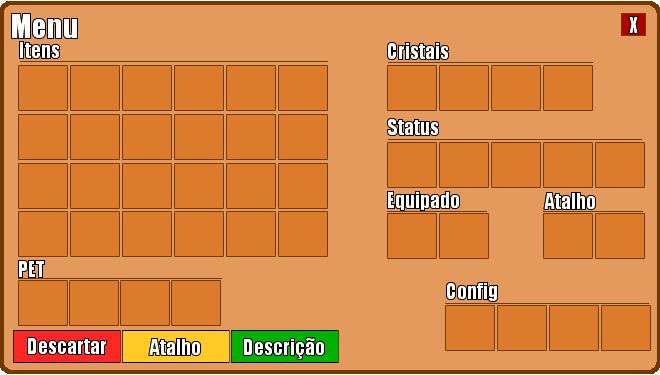 Menu
X
Itens
Cristais
Status
Equipado
Atalho
PET
Config
Descartar
Atalho
Descrição